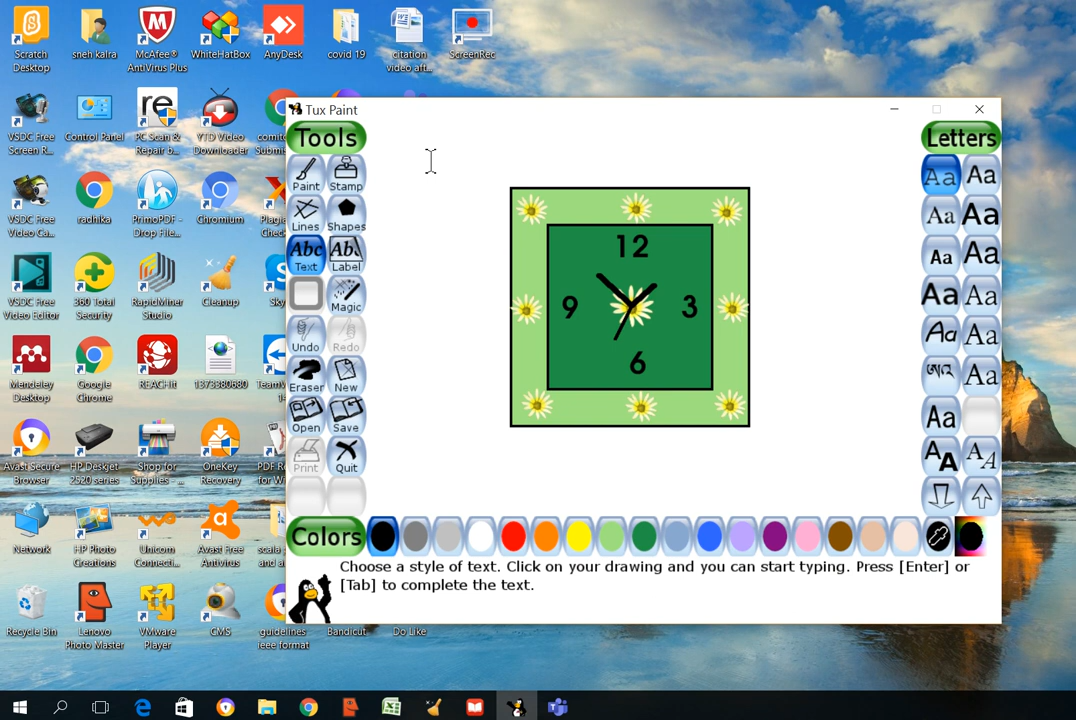 Scratch
Desktop
sneh kalra
McAfee®
AntiVirus Plus
WhiteHatBox
AnyDesk
covid 19
citation
video aft...
ScreenRec
VSDC Free
Screen R...
Control Panel
PC Scan &
Repair b...
YTD Video
Downloader
Tux Paint
Tools
Letters
Paint
Stamp
Lines
Shapes
Abc
Text
Abc
Label
Magic
Undo
Redo
Eraser
New
Open
Save
Print
Quit
12
9
3
6
Aa Aa
Aa Aa
Aa Aa
Aa Aa
Aa Aa
Aa
Aa
AA AA
VSDC Free
Video Ca...
radhika
PrimoPDF -
Drop File...
Chromium
VSDC Free
Video Editor
360 Total
Security
RapidMiner
Studio
Cleanup
Mendeley
Desktop
Google
Chrome
REACHit
1373380680
Avast Secure
Browser
HP Deskjet
2520 series
Shop for
Supplies - ...
OneKey
Recovery
Network
HP Photo
Creations
Unicom
Connecti...
Avast Free
Antivirus
Recycle Bin
Lenovo
Photo Master
VMware
Player
CMS
guidelines
ieee format
Bandicut
Do Like
Colors
Choose a style of text. Click on your drawing and you can start typing. Press [Enter] or
[Tab] to complete the text.